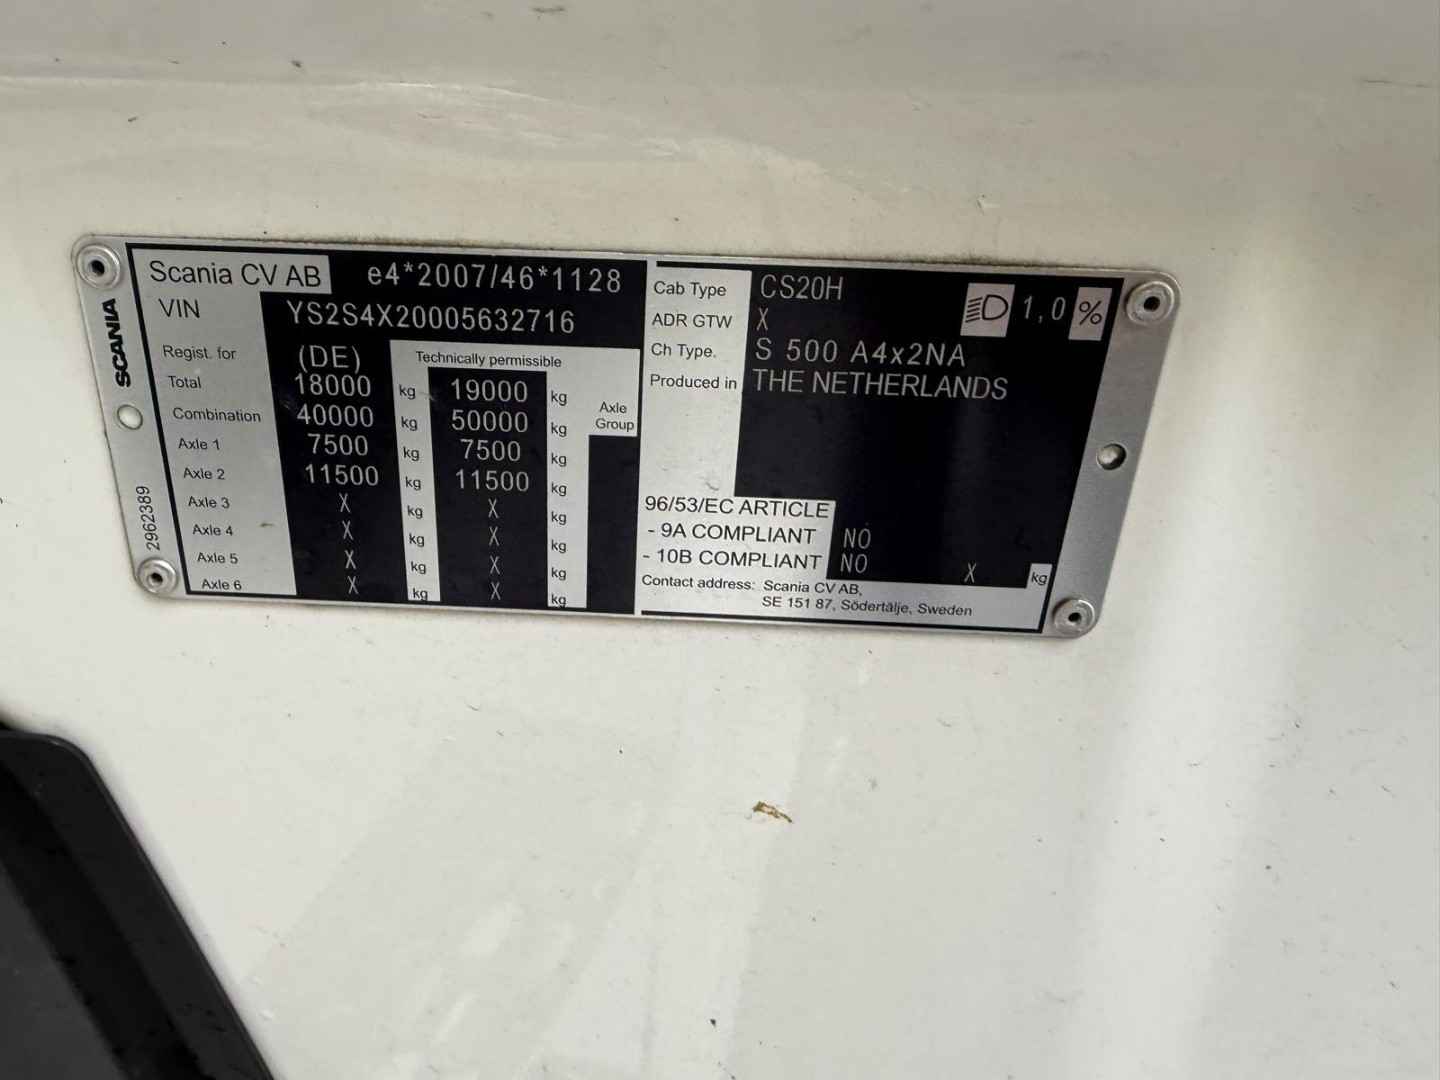 SCANIA
2962389
Scania CV AB e4*2007/46*1128
VIN YS2S4X20005632716
Regist. for (DE) Technically permissible
Total 18000 kg 19000 kg Axle Group
Combination 40000 kg 50000 kg
Axle 1 7500 kg 7500 kg
Axle 2 11500 kg 11500 kg
Axle 3 X kg X kg
Axle 4 X kg X kg
Axle 5 X kg X kg
Axle 6 X kg X kg
Cab Type CS20H 1,0 %
ADR GTW X
Ch Type. S 500 A4x2NA
Produced in THE NETHERLANDS
96/53/EC ARTICLE
- 9A COMPLIANT NO
- 10B COMPLIANT NO X kg
Contact address: Scania CV AB,
SE 151 87, Södertälje, Sweden